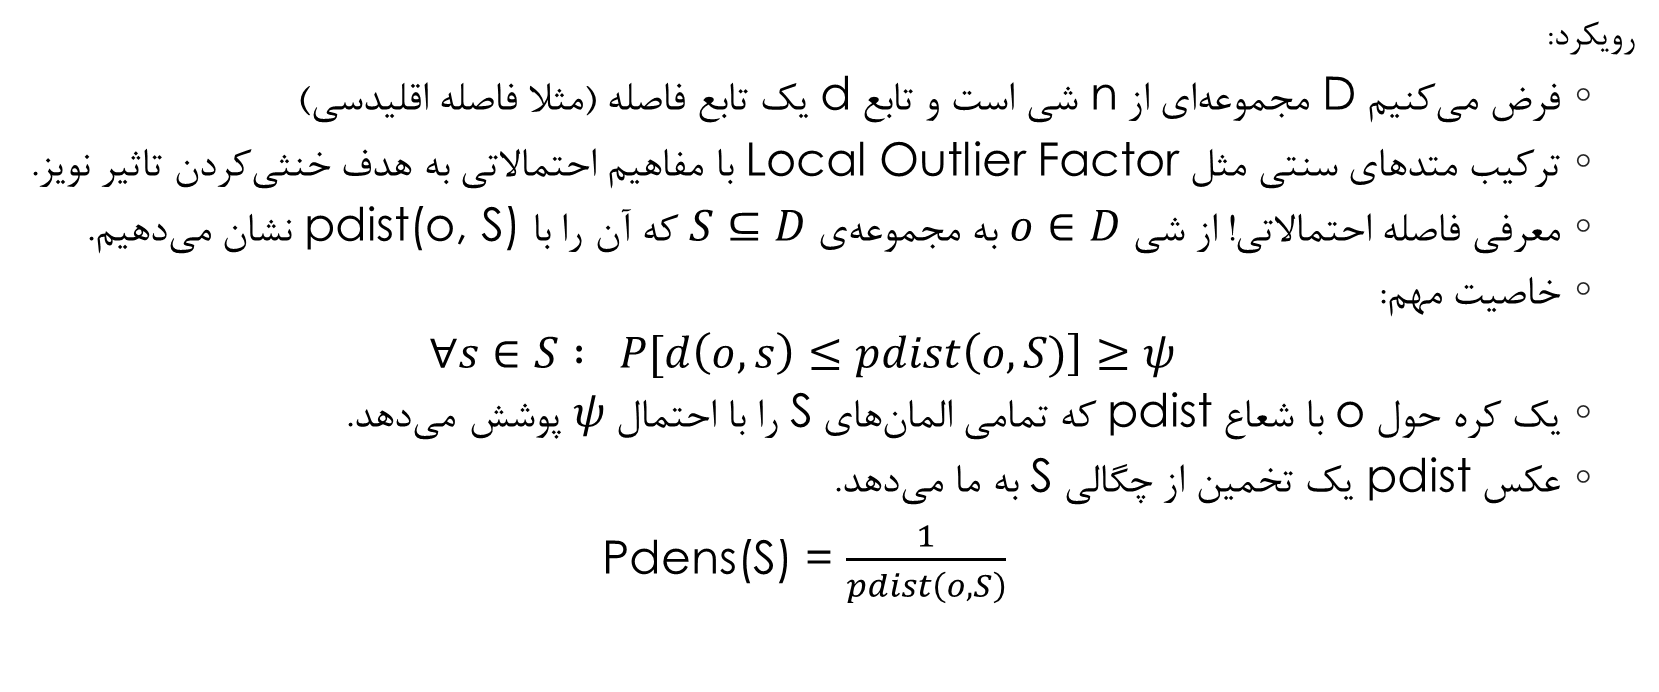 رویکرد:
◦ فرض می‌کنیم D مجموعه‌ای از n شی است و تابع d یک تابع فاصله (مثلا فاصله اقلیدسی)
◦ ترکیب متدهای سنتی مثل Local Outlier Factor با مفاهیم احتمالاتی به هدف خنثی‌کردن تاثیر نویز.
◦ معرفی فاصله احتمالاتی! از شی o ∈ D به مجموعه‌ی S ⊆ D که آن را با pdist(o, S) نشان می‌دهیم.
◦ خاصیت مهم:
∀s ∈ S : P[d(o, s) ≤ pdist(o, S)] ≥ ψ
◦ یک کره حول o با شعاع pdist که تمامی المان‌های S را با احتمال ψ پوشش می‌دهد.
◦ عکس pdist یک تخمین از چگالی S به ما می‌دهد.
Pdens(S) = 1 / pdist(o,S)